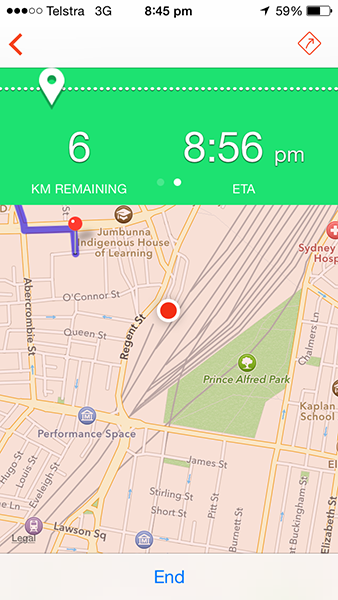 Telstra 3G 8:45 pm 59%
6 8:56 pm
KM REMAINING ETA
St
Jumbunna
Indigenous House
of Learning
Sydney
Hosp
O'Connor St
Abercrombie St
Queen St
Regent St
Chalmers Ln
Prince Alfred Park
Kaplan
School
Performance Space
James St
Hugo St
Louis St
Eveleigh St
Stirling St
Short St
Pitt St
Burnett St
at Buckingham St
Elizabeth St
Lawson Sq
Legal
End